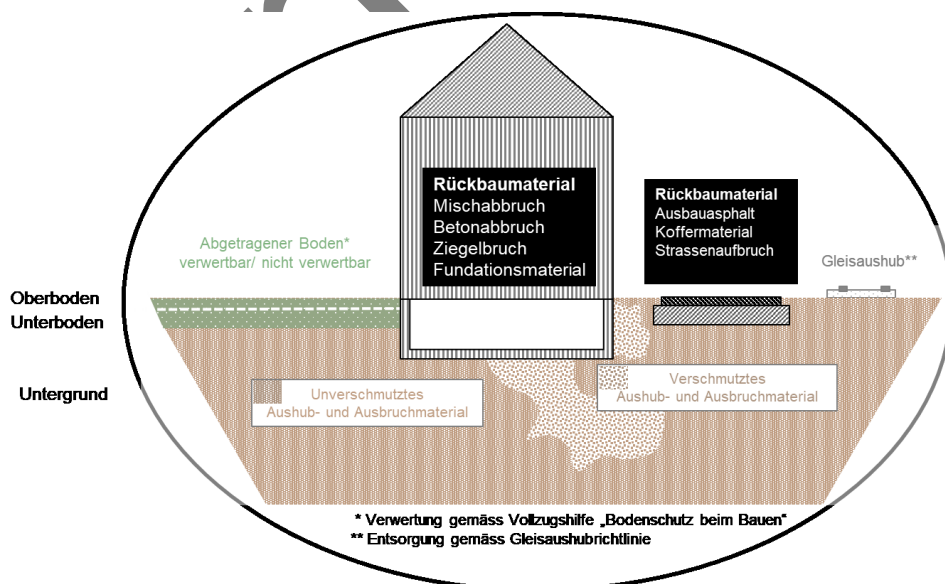 Rückbaumaterial
Mischabbruch
Betonabbruch
Ziegelbruch
Fundationsmaterial
Rückbaumaterial
Ausbauasphalt
Koffermaterial
Strassenaufbruch
Abgetragener Boden*
verwertbar/ nicht verwertbar
Gleisaushub**
Oberboden
Unterboden
Untergrund
Unverschmutztes
Aushub- und Ausbruchmaterial
Verschmutztes
Aushub- und Ausbruchmaterial
* Verwertung gemäss Vollzugshilfe „Bodenschutz beim Bauen“
** Entsorgung gemäss Gleisaushubrichtlinie